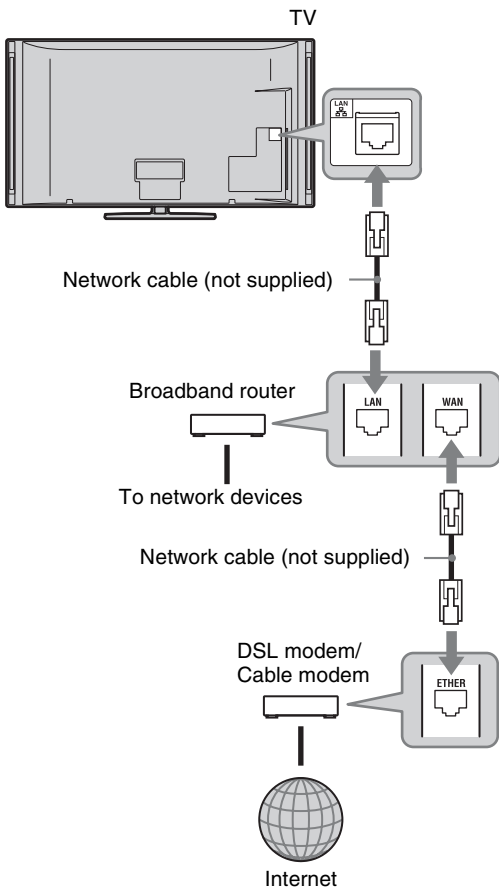 TV
LAN
Network cable (not supplied)
Broadband router
LAN
WAN
To network devices
Network cable (not supplied)
DSL modem/
Cable modem
ETHER
Internet